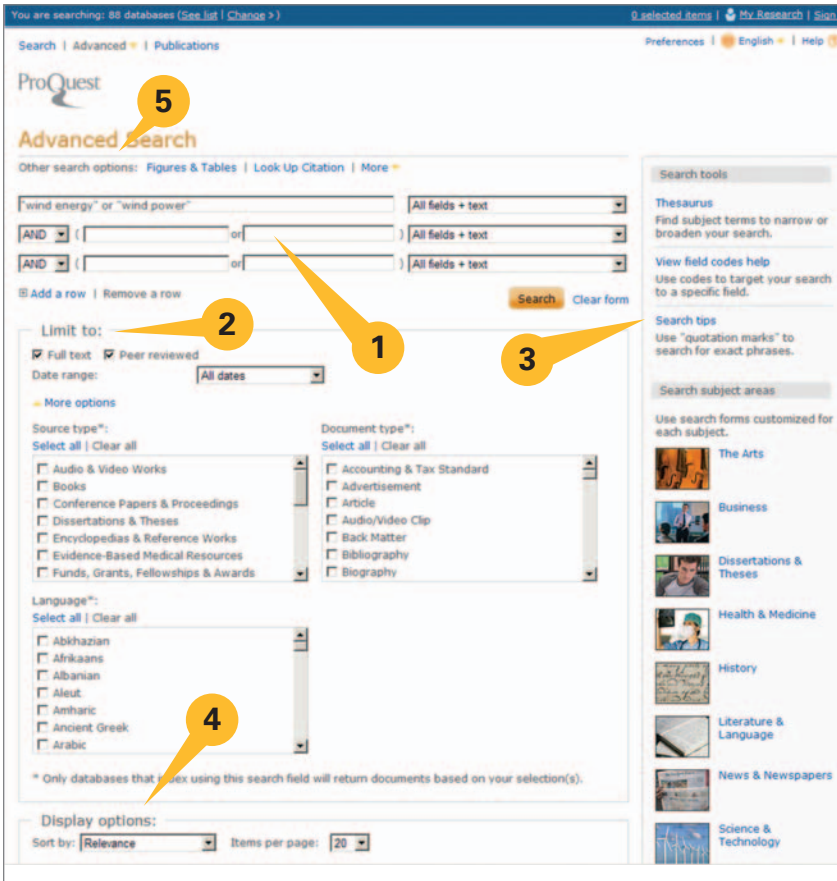 You are searching: 88 databases (See list | Change >)
0 selected items | My Research | Sign
Search | Advanced | Publications
Preferences | English | Help
ProQuest
5
Advanced Search
Other search options: Figures & Tables | Look Up Citation | More
"wind energy" or "wind power" All fields + text
AND ( or ) All fields + text
AND ( or ) All fields + text
Add a row | Remove a row
Search Clear form
Limit to:
2
1
Full text Peer reviewed
Date range: All dates
More options
Source type*:
Select all | Clear all
Audio & Video Works
Books
Conference Papers & Proceedings
Dissertations & Theses
Encyclopedias & Reference Works
Evidence-Based Medical Resources
Funds, Grants, Fellowships & Awards
Document type*:
Select all | Clear all
Accounting & Tax Standard
Advertisement
Article
Audio/Video Clip
Back Matter
Bibliography
Biography
Language*:
Select all | Clear all
Abkhazian
Afrikaans
Albanian
Aleut
Amharic
Ancient Greek
Arabic
4
* Only databases that index using this search field will return documents based on your selection(s).
Display options:
Sort by: Relevance Items per page: 20
Search tools
Thesaurus
Find subject terms to narrow or
broaden your search.
View field codes help
Use codes to target your search
to a specific field.
3
Search tips
Use "quotation marks" to
search for exact phrases.
Search subject areas
Use search forms customized for
each subject.
The Arts
Business
Dissertations &
Theses
Health & Medicine
History
Literature &
Language
News & Newspapers
Science &
Technology